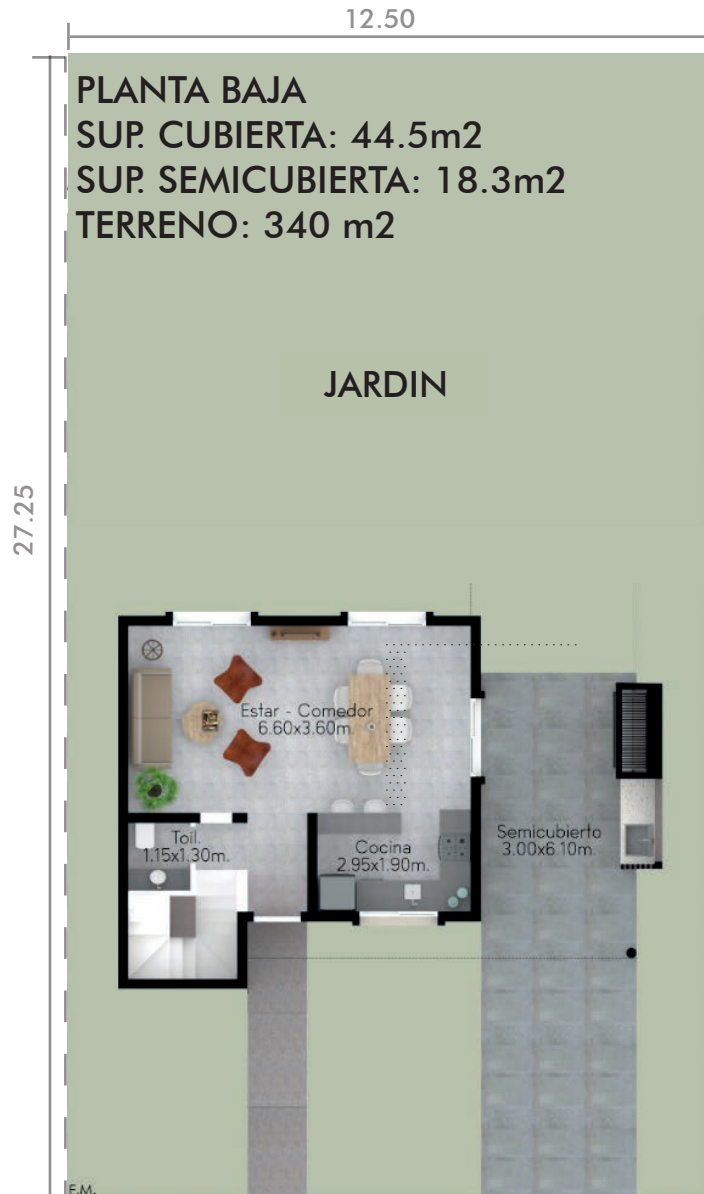 12.50
PLANTA BAJA
SUP. CUBIERTA: 44.5m2
SUP. SEMICUBIERTA: 18.3m2
TERRENO: 340 m2
JARDIN
27.25
Estar - Comedor
6.60x3.60m.
Toil.
1.15x1.30m.
Cocina
2.95x1.90m.
Semicubierto
3.00x6.10m.
E.M.